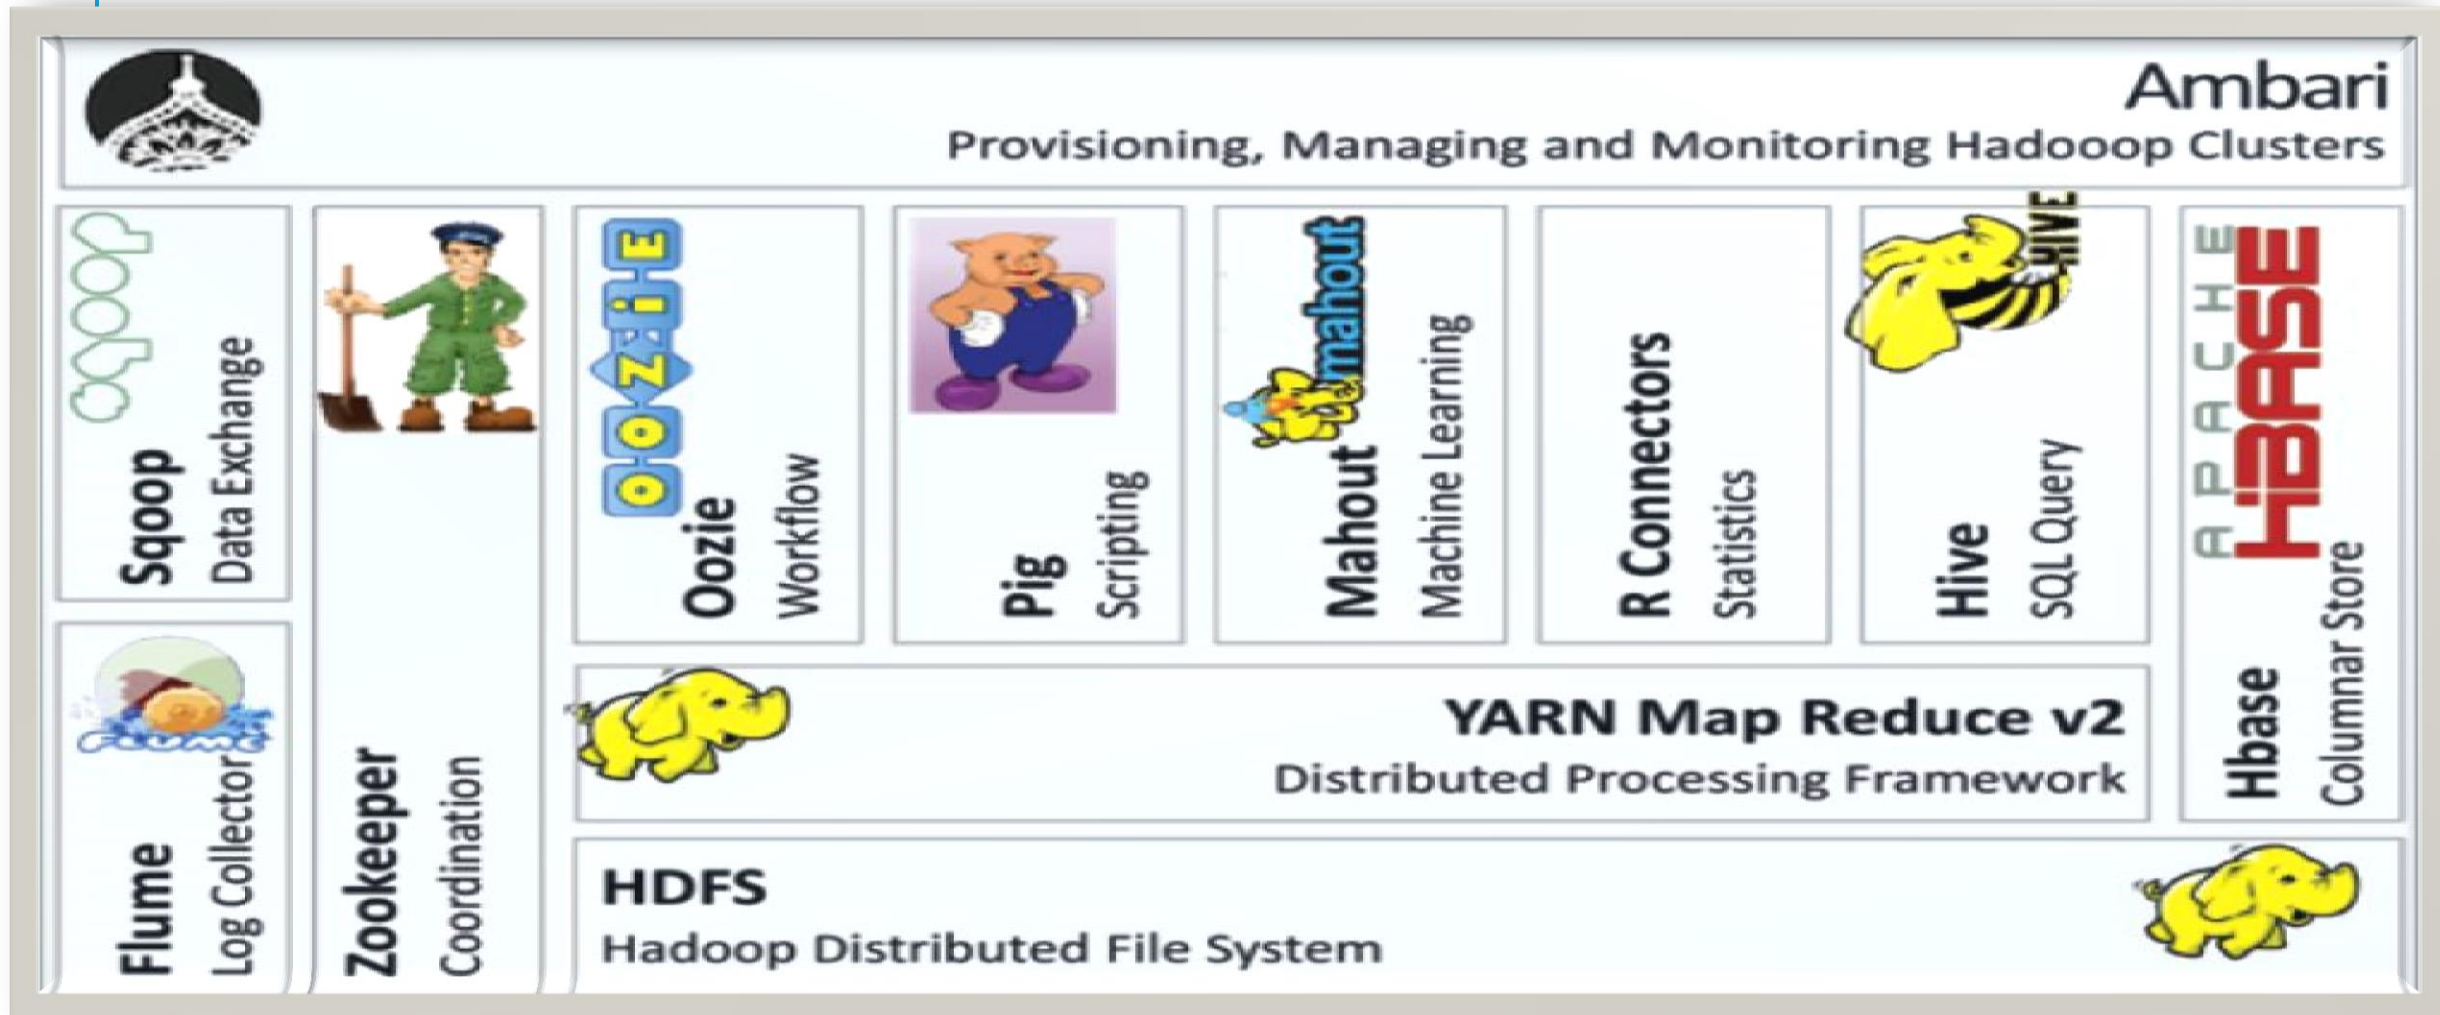 Ambari
Provisioning, Managing and Monitoring Hadooop Clusters
sqoop
Sqoop
Data Exchange
Zookeeper
Coordination
OOZiE
Oozie
Workflow
Pig
Scripting
mahout
Mahout
Machine Learning
R Connectors
Statistics
HIVE
Hive
SQL Query
APACHE
HBASE
Hbase
Columnar Store
flume
Flume
Log Collector
YARN Map Reduce v2
Distributed Processing Framework
HDFS
Hadoop Distributed File System